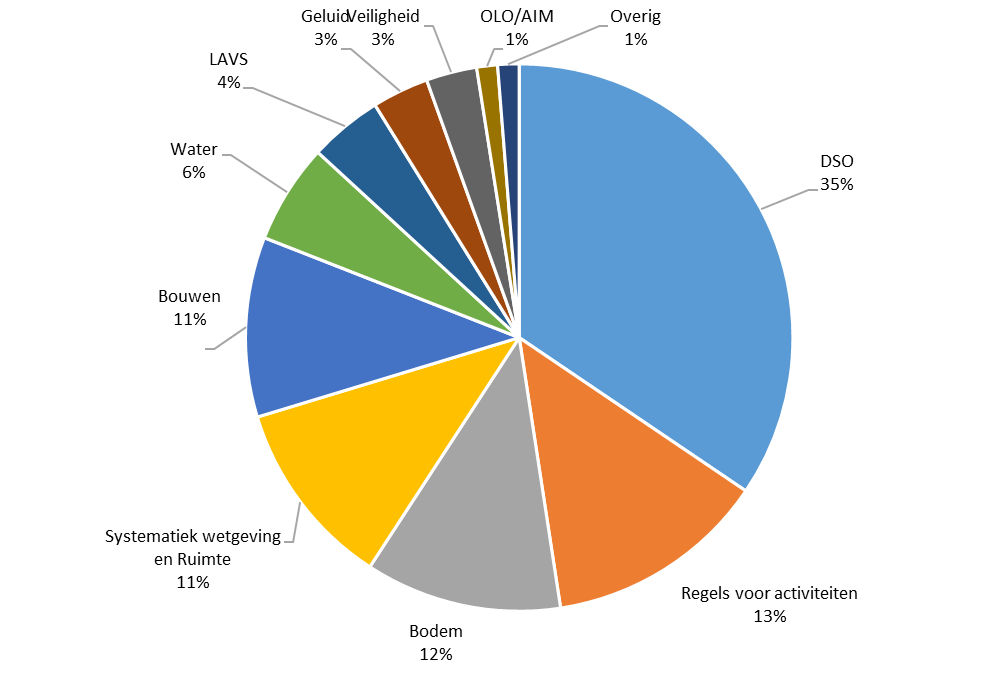 Geluid
3%
Veiligheid
3%
OLO/AIM
1%
Overig
1%
LAVS
4%
Water
6%
DSO
35%
Bouwen
11%
Systematiek wetgeving
en Ruimte
11%
Regels voor activiteiten
13%
Bodem
12%